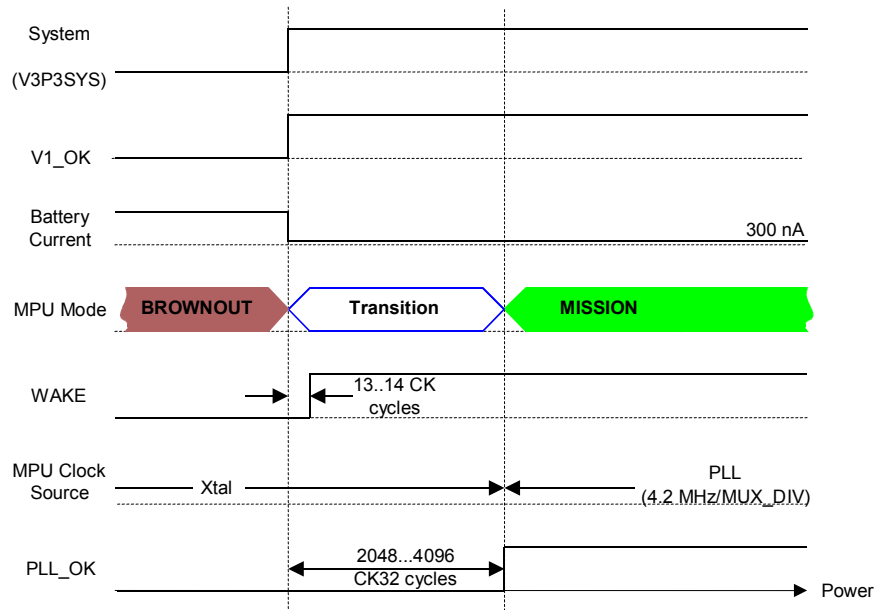 System
(V3P3SYS)
V1_OK
Battery
Current
300 nA
MPU Mode
BROWNOUT
Transition
MISSION
WAKE
13..14 CK
cycles
MPU Clock
Source
Xtal
PLL
(4.2 MHz/MUX_DIV)
PLL_OK
2048...4096
CK32 cycles
Power